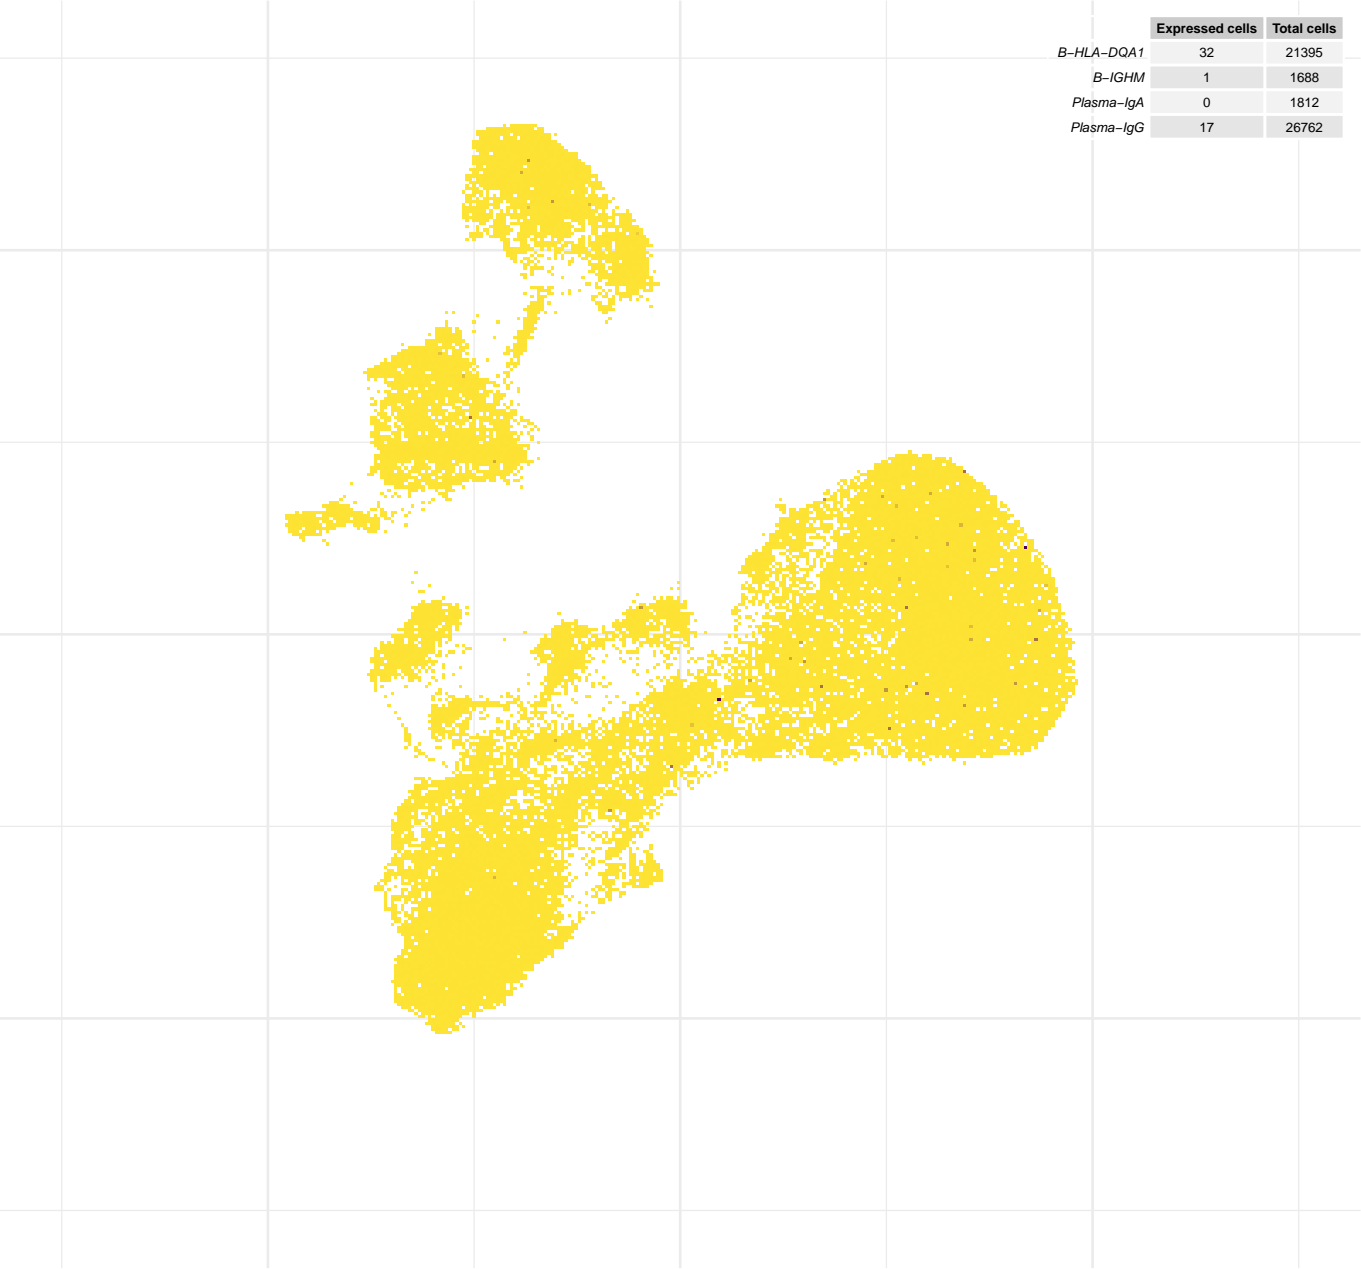 Expressed cells Total cells
B−HLA−DQA1 32 21395
B−IGHM 1 1688
Plasma−IgA 0 1812
Plasma−IgG 17 26762